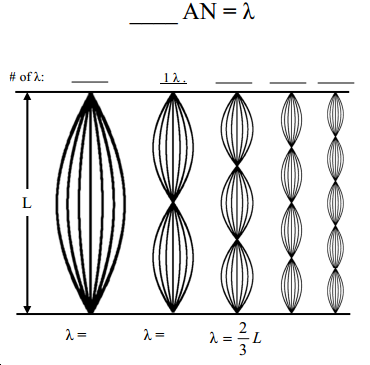 ____ AN = λ
# of λ: ____ 1 λ . ____ ____ ____
L
λ = λ = λ = 2/3 L